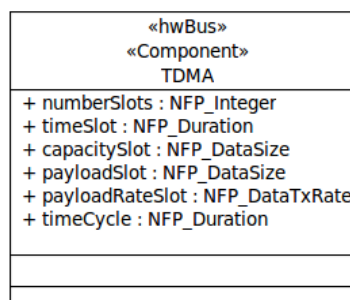 «hwBus»
«Component»
TDMA
+ numberSlots : NFP_Integer
+ timeSlot : NFP_Duration
+ capacitySlot : NFP_DataSize
+ payloadSlot : NFP_DataSize
+ payloadRateSlot : NFP_DataTxRate
+ timeCycle : NFP_Duration